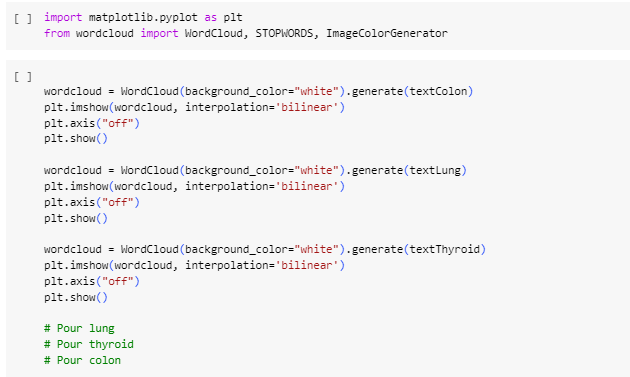 [ ] import matplotlib.pyplot as plt
from wordcloud import WordCloud, STOPWORDS, ImageColorGenerator
[ ]
wordcloud = WordCloud(background_color="white").generate(textColon)
plt.imshow(wordcloud, interpolation='bilinear')
plt.axis("off")
plt.show()
wordcloud = WordCloud(background_color="white").generate(textLung)
plt.imshow(wordcloud, interpolation='bilinear')
plt.axis("off")
plt.show()
wordcloud = WordCloud(background_color="white").generate(textThyroid)
plt.imshow(wordcloud, interpolation='bilinear')
plt.axis("off")
plt.show()
# Pour lung
# Pour thyroid
# Pour colon